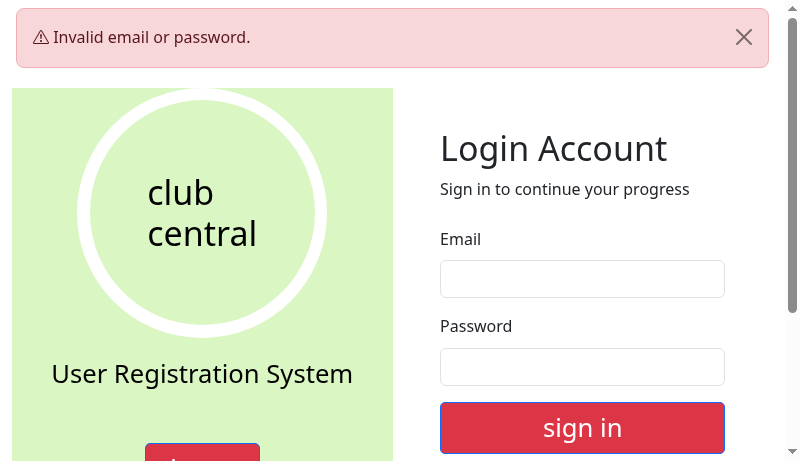 Invalid email or password.
club
central
User Registration System
Login Account
Sign in to continue your progress
Email
Password
sign in